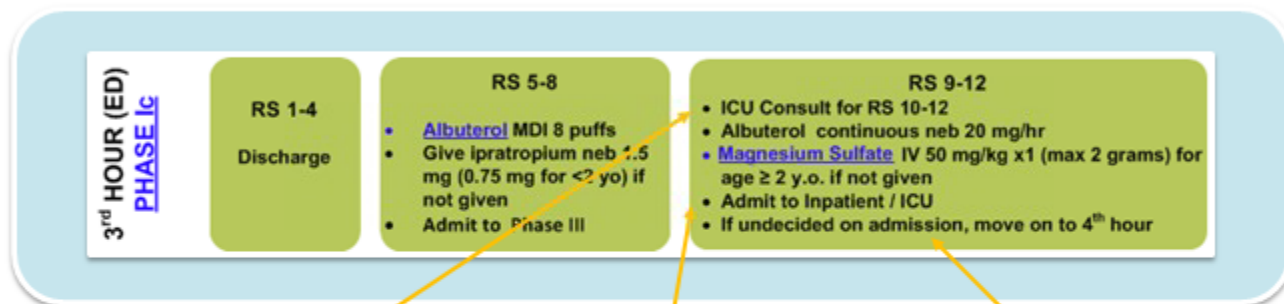 3rd HOUR (ED)
PHASE Ic
RS 1-4
Discharge
RS 5-8
• Albuterol MDI 8 puffs
• Give ipratropium neb 1.5
mg (0.75 mg for <2 yo) if
not given
• Admit to Phase III
RS 9-12
• ICU Consult for RS 10-12
• Albuterol continuous neb 20 mg/hr
• Magnesium Sulfate IV 50 mg/kg x1 (max 2 grams) for
age ≥ 2 y.o. if not given
• Admit to Inpatient / ICU
• If undecided on admission, move on to 4th hour